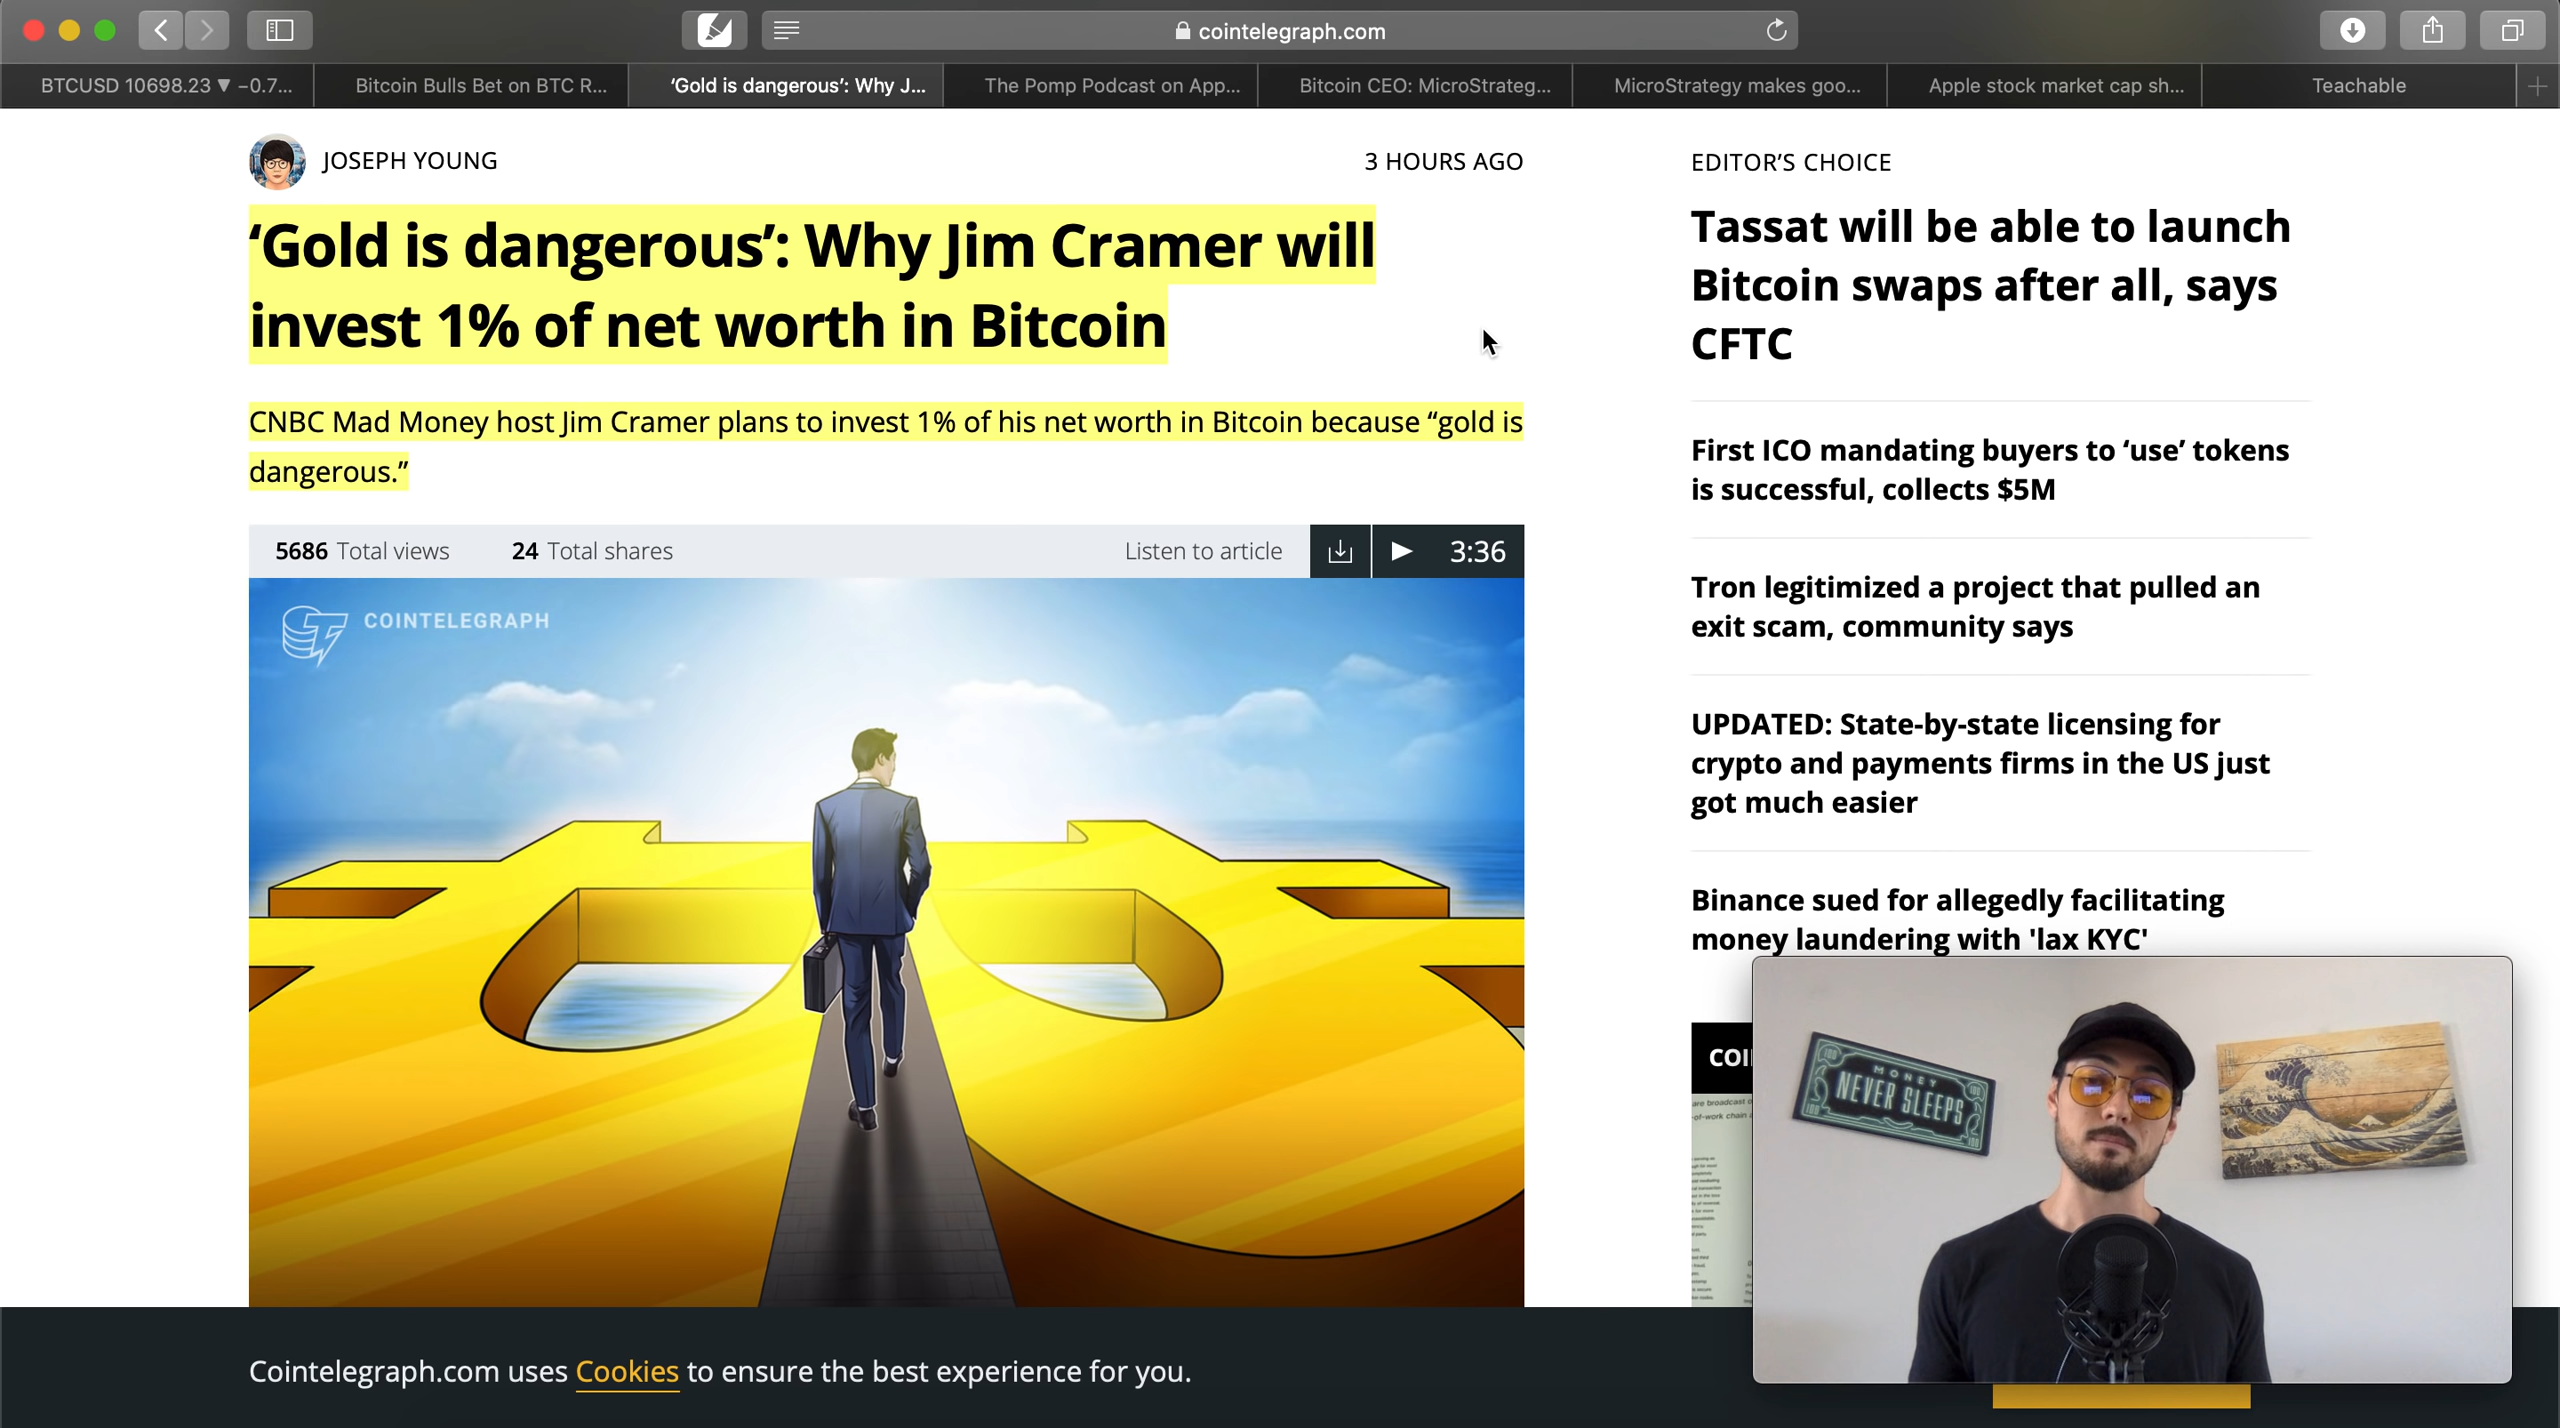 cointelegraph.com
BTCUSD 10698.23 ▼ −0.7...
Bitcoin Bulls Bet on BTC R...
‘Gold is dangerous’: Why J...
The Pomp Podcast on App...
Bitcoin CEO: MicroStrateg...
MicroStrategy makes goo...
Apple stock market cap sh...
Teachable
JOSEPH YOUNG
3 HOURS AGO
‘Gold is dangerous’: Why Jim Cramer will
invest 1% of net worth in Bitcoin
CNBC Mad Money host Jim Cramer plans to invest 1% of his net worth in Bitcoin because “gold is
dangerous.”
5686 Total views
24 Total shares
Listen to article
3:36
COINTELEGRAPH
EDITOR’S CHOICE
Tassat will be able to launch
Bitcoin swaps after all, says
CFTC
First ICO mandating buyers to ‘use’ tokens
is successful, collects $5M
Tron legitimized a project that pulled an
exit scam, community says
UPDATED: State-by-state licensing for
crypto and payments firms in the US just
got much easier
Binance sued for allegedly facilitating
money laundering with 'lax KYC'
COI
are broadcast o
-of-work chain
100
MONEY
NEVER SLEEPS
100
Cointelegraph.com uses Cookies to ensure the best experience for you.